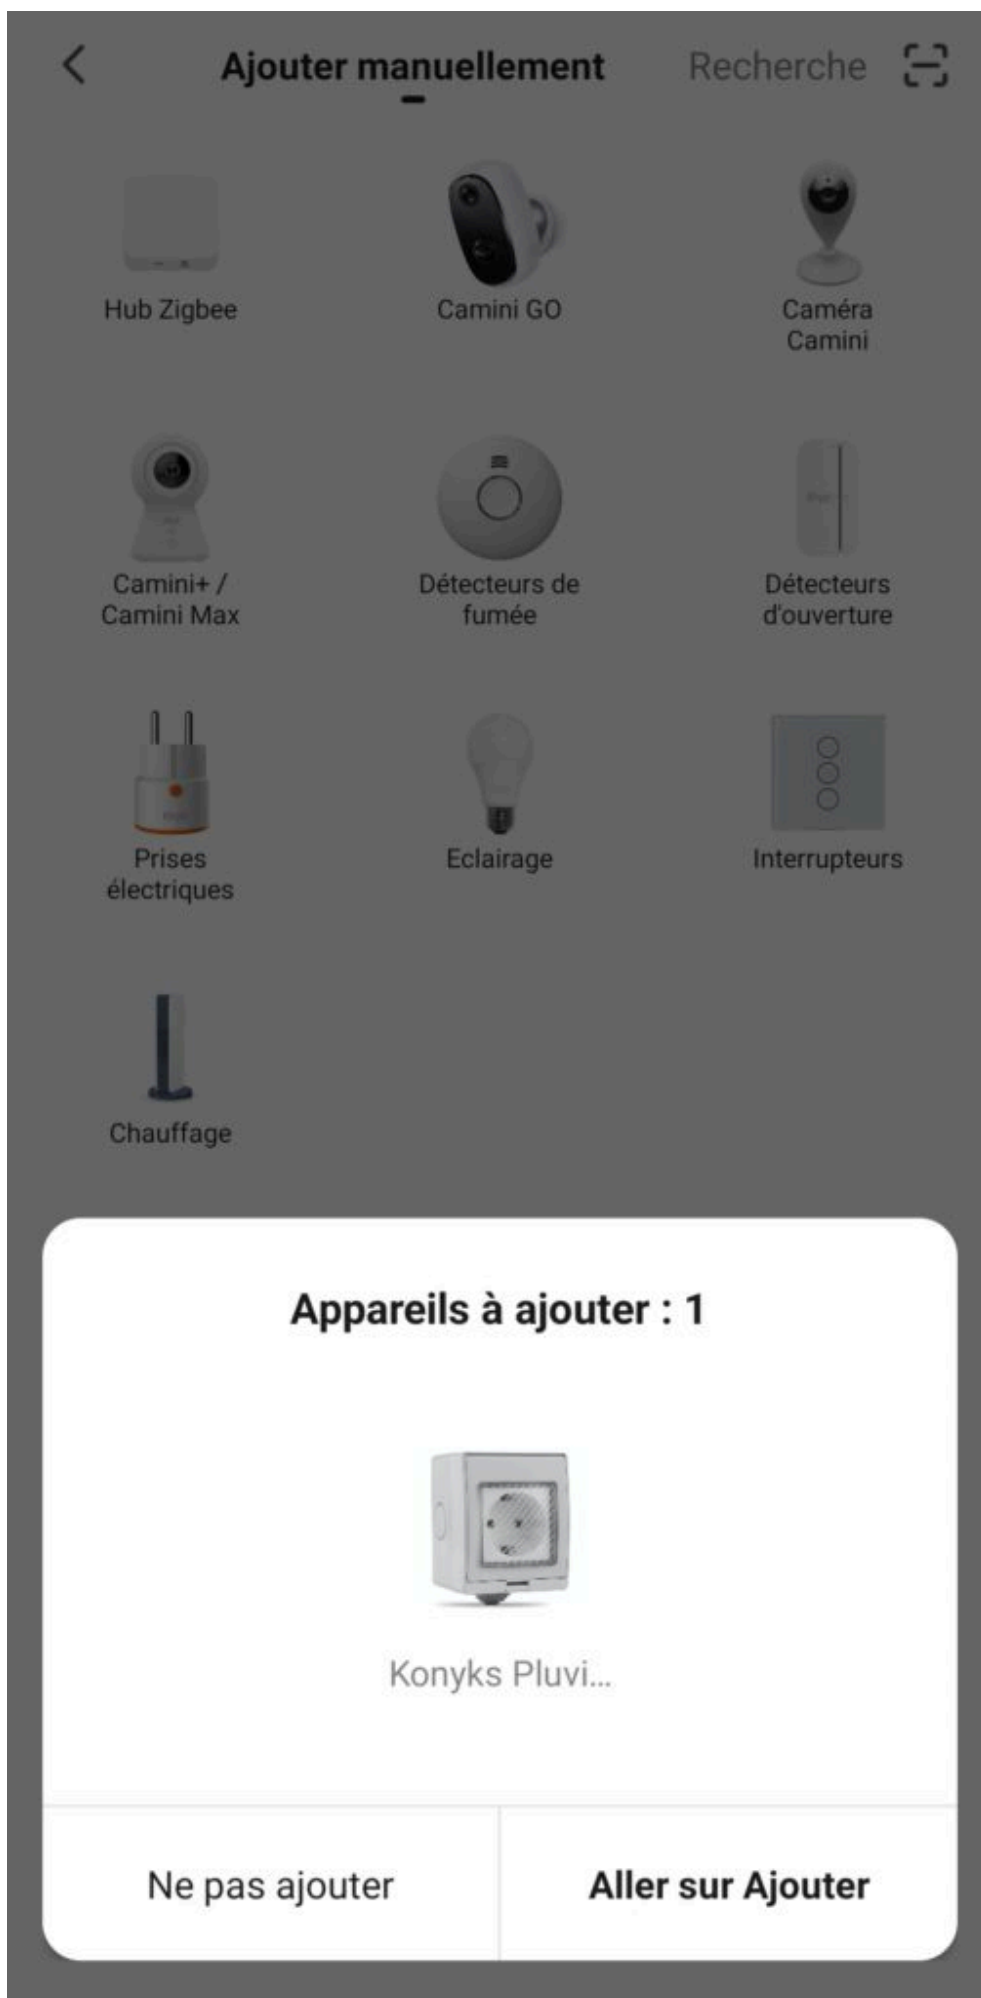 Ajouter manuellement Recherche
Hub Zigbee Camini GO Caméra
Camini
Camini+ / Détecteurs de Détecteurs
Camini Max fumée d'ouverture
Prises Eclairage Interrupteurs
électriques
Chauffage
Appareils à ajouter : 1
Konyks Pluvi...
Ne pas ajouter Aller sur Ajouter